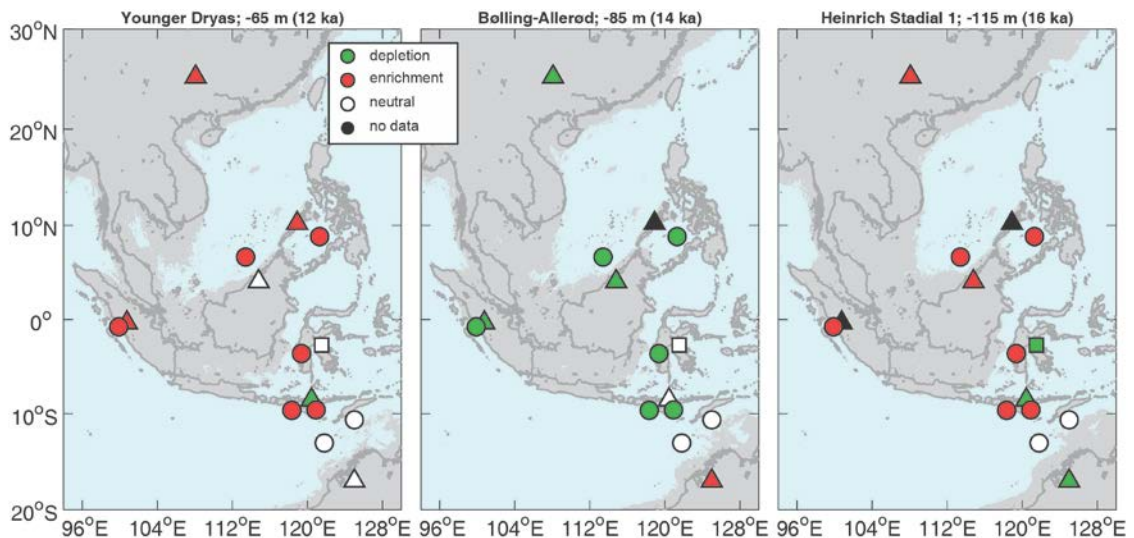 Younger Dryas; -65 m (12 ka)
Bølling-Allerød; -85 m (14 ka)
Heinrich Stadial 1; -115 m (16 ka)
depletion
enrichment
neutral
no data
30°N
20°N
10°N
0°
10°S
20°S
96°E 104°E 112°E 120°E 128°E
96°E 104°E 112°E 120°E 128°E
96°E 104°E 112°E 120°E 128°E